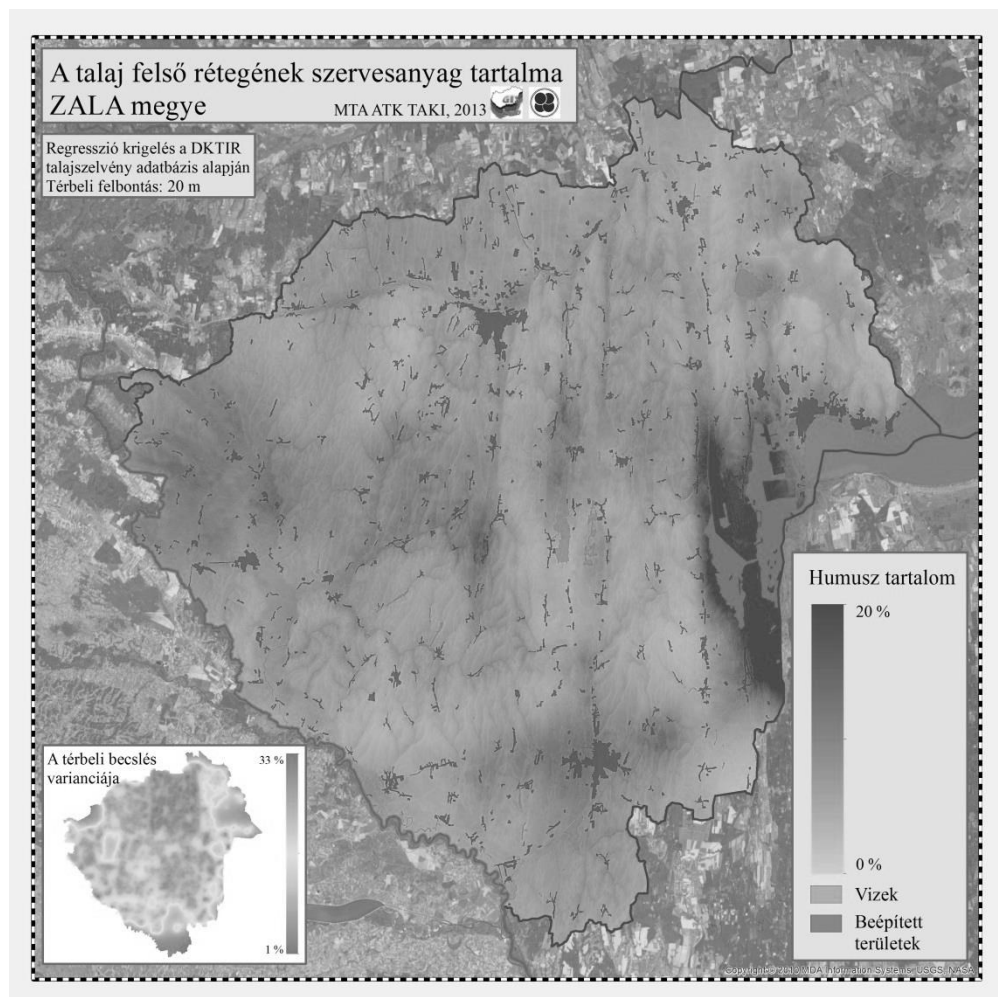 A talaj felső rétegének szervesanyag tartalma
ZALA megye
MTA ATK TAKI, 2013
Regresszió krigelés a DKTIR
talajszelvény adatbázis alapján
Térbeli felbontás: 20 m
Humusz tartalom
20 %
0 %
Vizek
Beépített
területek
A térbeli becslés
varianciája
33 %
1 %
Copyright:© 2013 MDA Information Systems, USGS, NASA